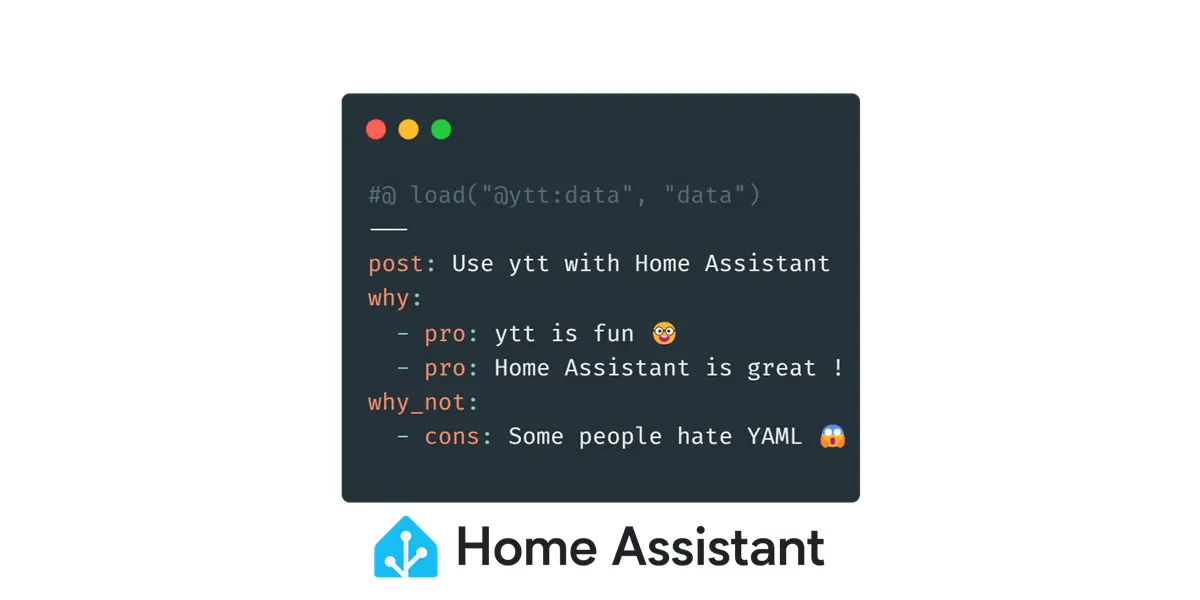 #@ load("@ytt:data", "data")
---
post: Use ytt with Home Assistant
why:
  - pro: ytt is fun 🤓
  - pro: Home Assistant is great !
why_not:
  - cons: Some people hate YAML 😱
Home Assistant